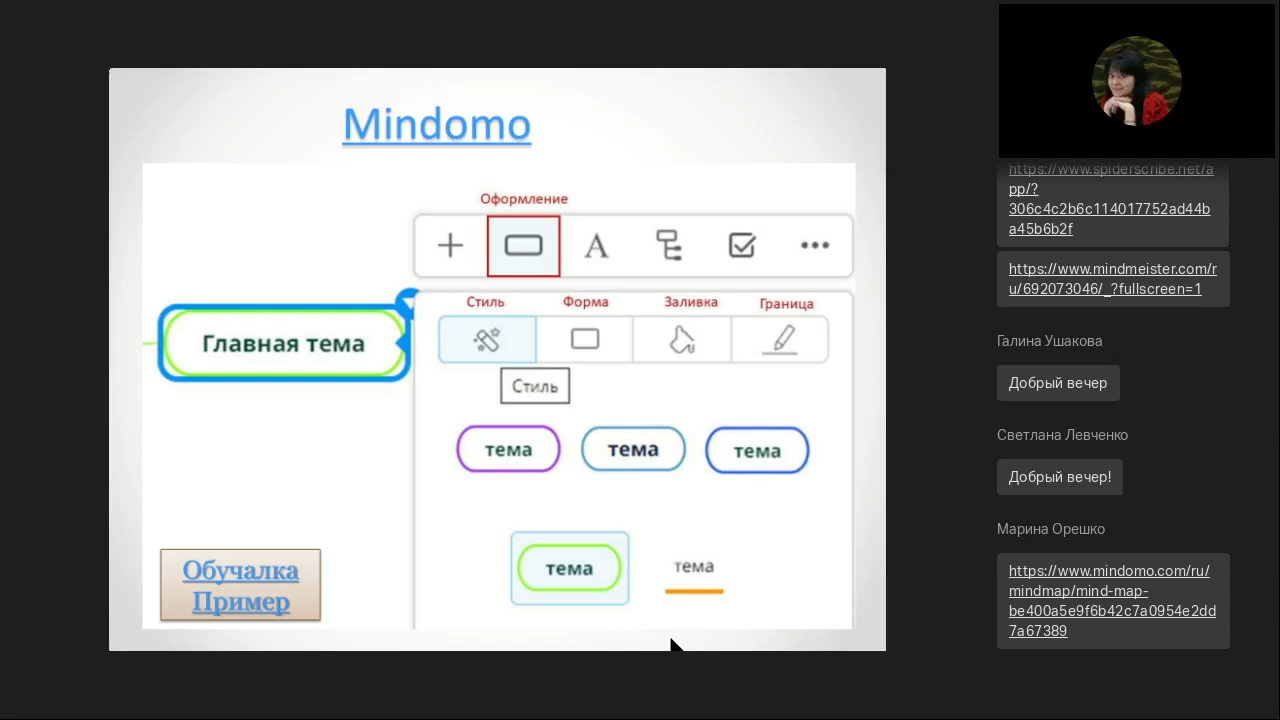 Mindomo
Оформление
A
Стиль
Форма
Заливка
Граница
Главная тема
Стиль
тема
тема
тема
тема
тема
Обучалка
Пример
https://www.spiderscribe.net/a
pp/?
306c4c2b6c114017752ad44b
a45b6b2f
https://www.mindmeister.com/r
u/692073046/_?fullscreen=1
Галина Ушакова
Добрый вечер
Светлана Левченко
Добрый вечер!
Марина Орешко
https://www.mindomo.com/ru/
mindmap/mind-map-
be400a5e9f6b42c7a0954e2dd
7a67389